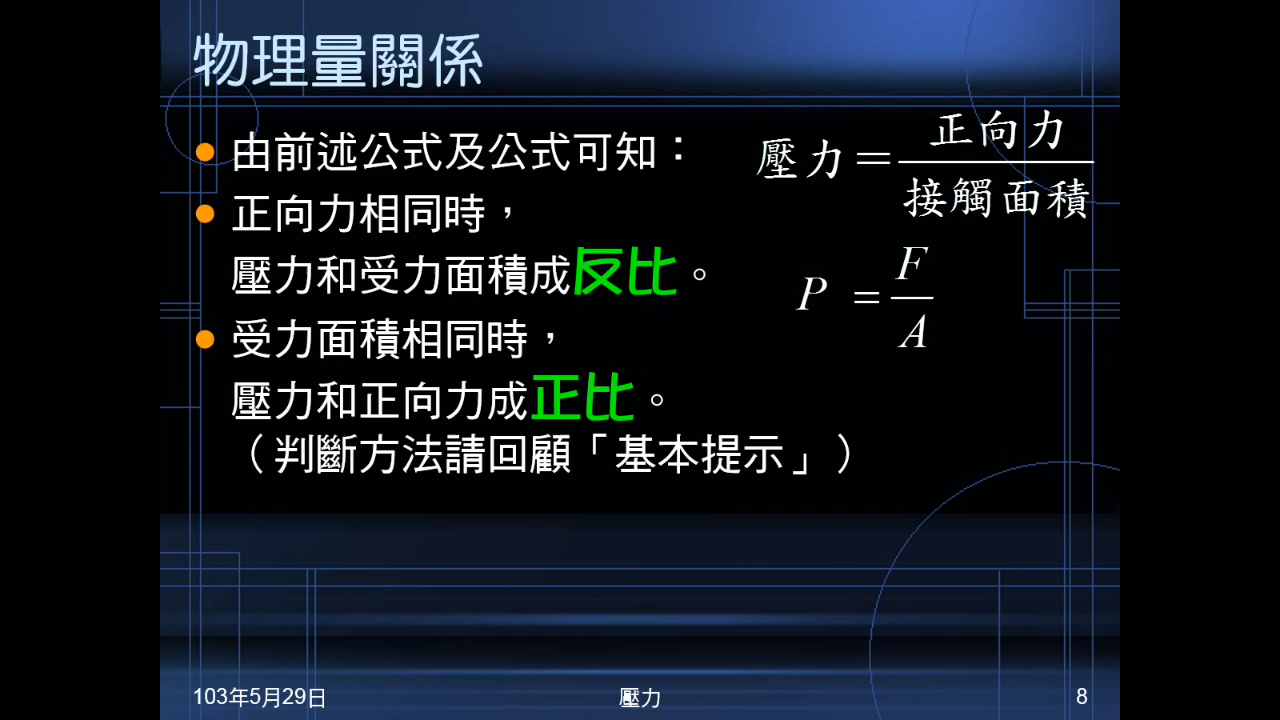 物理量關係
由前述公式及公式可知：
正向力相同時，
壓力和受力面積成反比。
受力面積相同時，
壓力和正向力成正比。
（判斷方法請回顧「基本提示」）
壓力＝正向力/接觸面積
P = F/A
103年5月29日
壓力
8